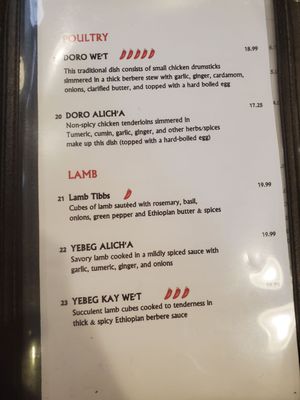 POULTRY
DORO WE'T 18.99
This traditional dish consists of small chicken drumsticks
simmered in a thick berbere stew with garlic, ginger, cardamom,
onions, clarified butter, and topped with a hard boiled egg
20 DORO ALICH'A 17.25
Non-spicy chicken tenderloins simmered in
Tumeric, cumin, garlic, ginger, and other herbs/spices
make up this dish (topped with a hard-boiled egg)
LAMB
21 Lamb Tibbs 19.99
Cubes of lamb sautéed with rosemary, basil,
onions, green pepper and Ethiopian butter & spices
22 YEBEG ALICH'A 19.99
Savory lamb cooked in a mildly spiced sauce with
garlic, tumeric, ginger, and onions
23 YEBEG KAY WE'T 19.99
Succulent lamb cubes cooked to tenderness in
thick & spicy Ethiopian berbere sauce